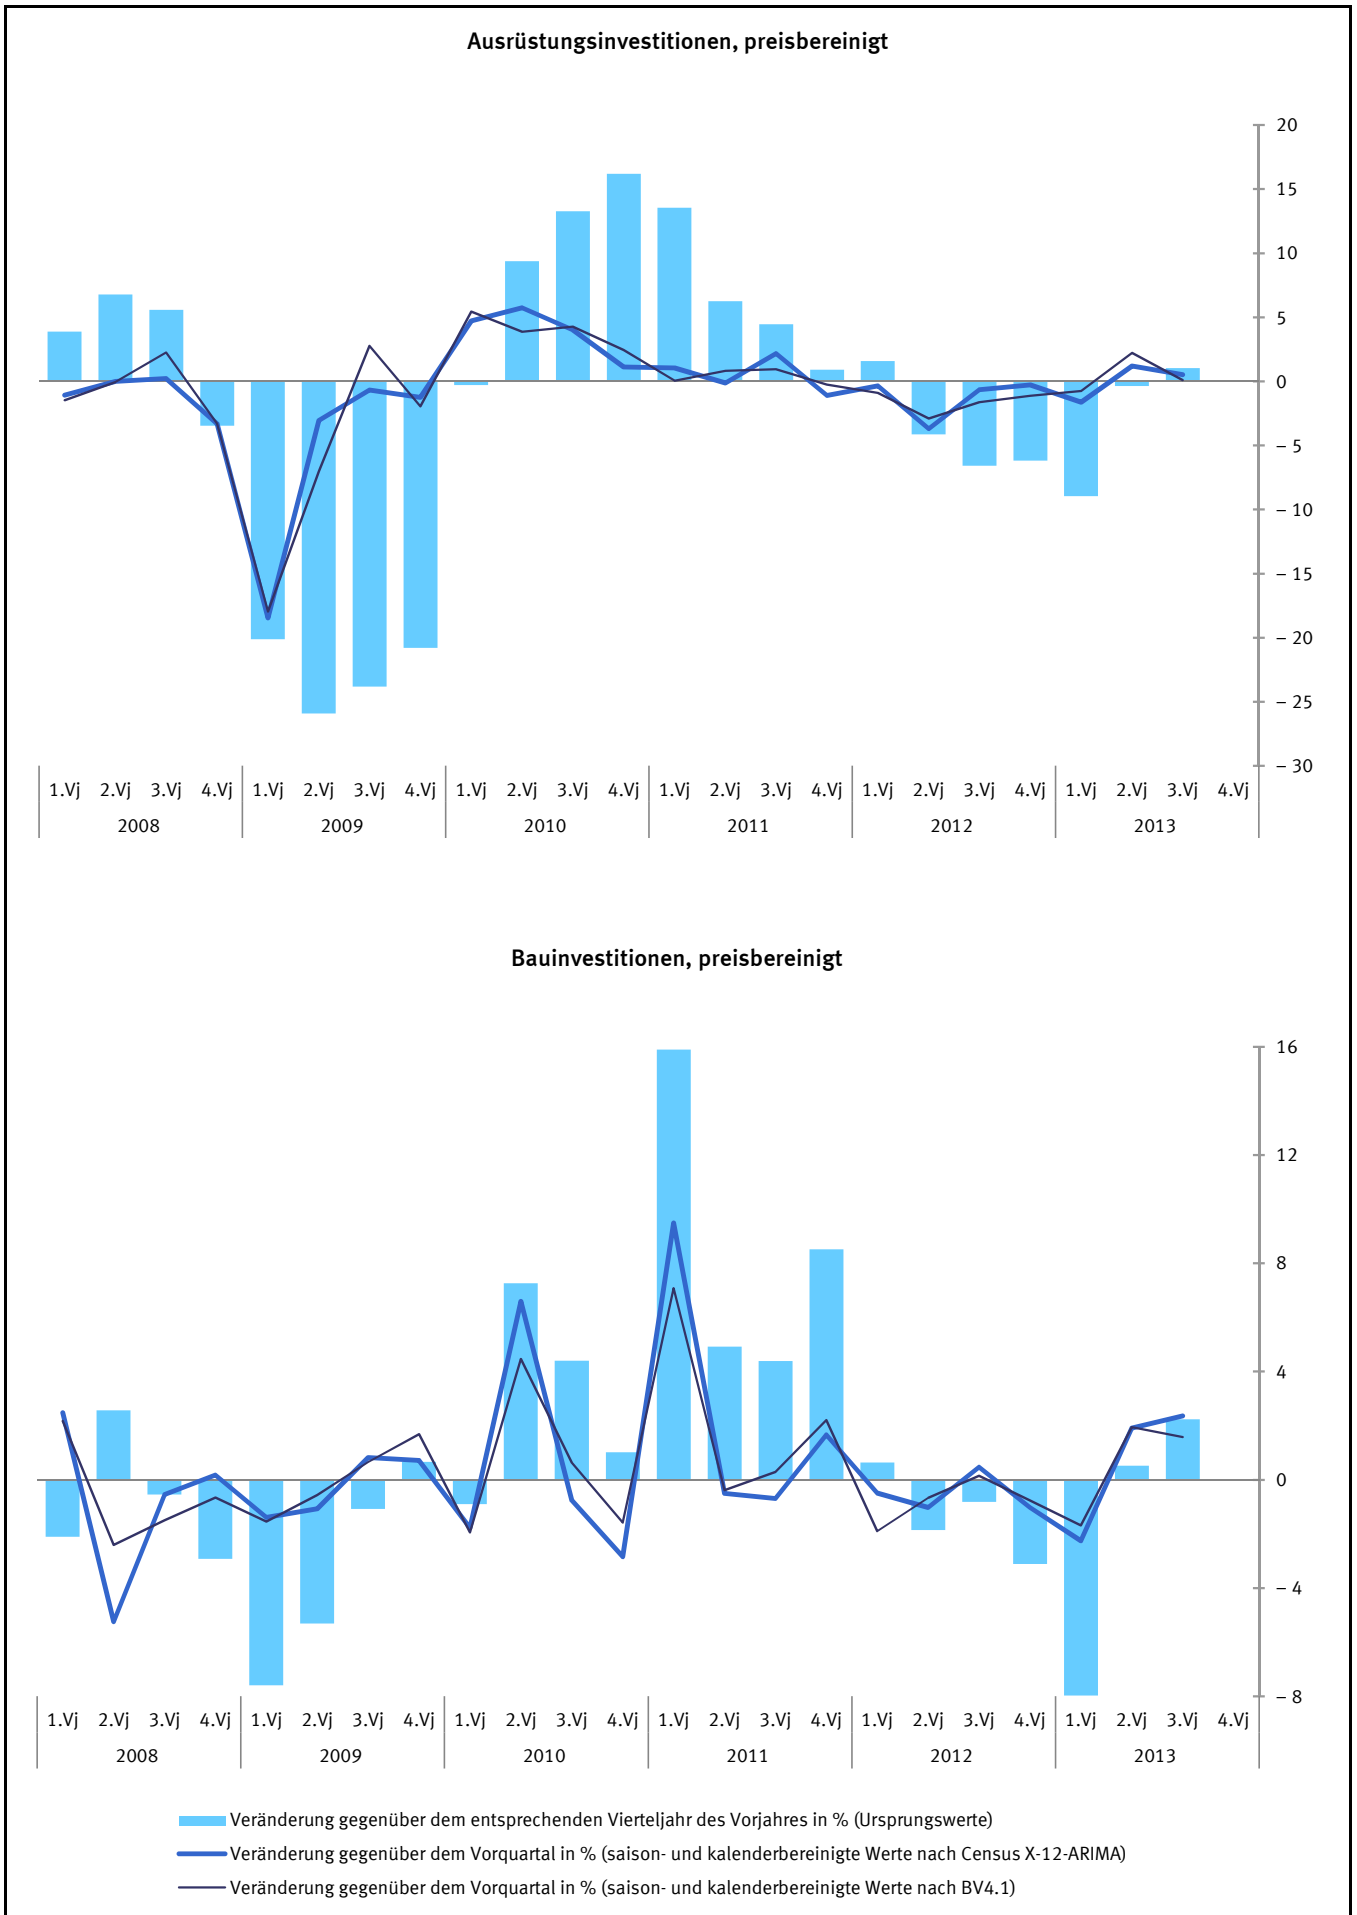 Ausrüstungsinvestitionen, preisbereinigt
20
15
10
5
0
– 5
– 10
– 15
– 20
– 25
– 30
1.Vj 2.Vj 3.Vj 4.Vj 1.Vj 2.Vj 3.Vj 4.Vj 1.Vj 2.Vj 3.Vj 4.Vj 1.Vj 2.Vj 3.Vj 4.Vj 1.Vj 2.Vj 3.Vj 4.Vj 1.Vj 2.Vj 3.Vj 4.Vj
2008 2009 2010 2011 2012 2013
Bauinvestitionen, preisbereinigt
16
12
8
4
0
– 4
– 8
1.Vj 2.Vj 3.Vj 4.Vj 1.Vj 2.Vj 3.Vj 4.Vj 1.Vj 2.Vj 3.Vj 4.Vj 1.Vj 2.Vj 3.Vj 4.Vj 1.Vj 2.Vj 3.Vj 4.Vj 1.Vj 2.Vj 3.Vj 4.Vj
2008 2009 2010 2011 2012 2013
Veränderung gegenüber dem entsprechenden Vierteljahr des Vorjahres in % (Ursprungswerte)
Veränderung gegenüber dem Vorquartal in % (saison- und kalenderbereinigte Werte nach Census X-12-ARIMA)
Veränderung gegenüber dem Vorquartal in % (saison- und kalenderbereinigte Werte nach BV4.1)